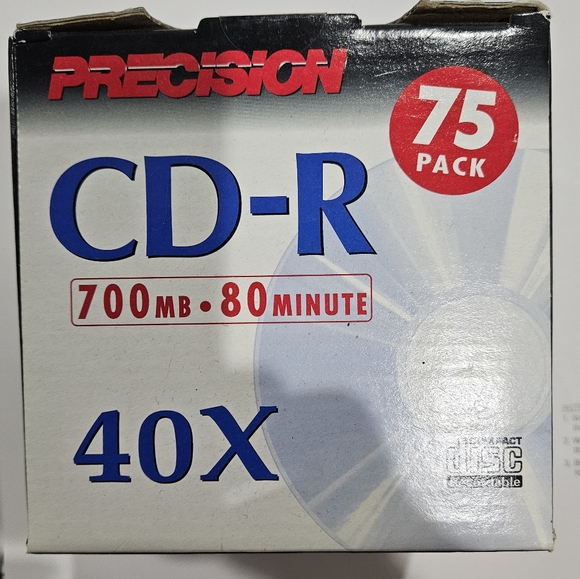 PRECISION
75
PACK
CD-R
700MB • 80MINUTE
40X
COMPACT
disc
Recordable